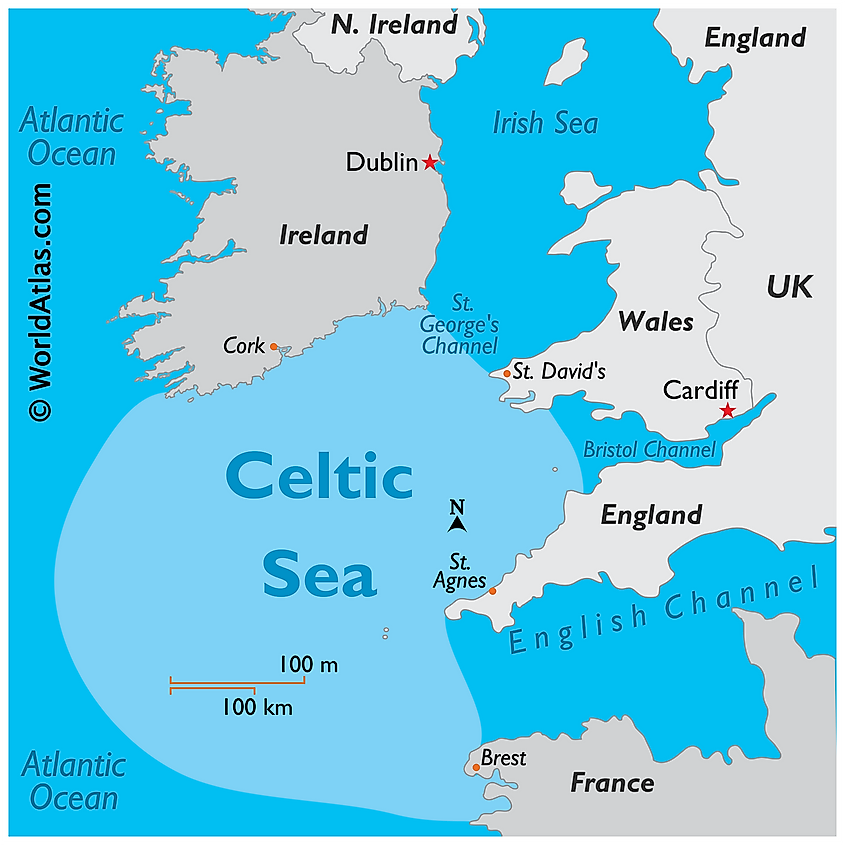 N. Ireland
England
Atlantic
Ocean
Irish Sea
Dublin
Ireland
© WorldAtlas.com
UK
St.
George's
Channel
Wales
Cork
St. David's
Cardiff
Bristol Channel
Celtic
Sea
N
England
St.
Agnes
English Channel
100 m
100 km
Atlantic
Ocean
Brest
France